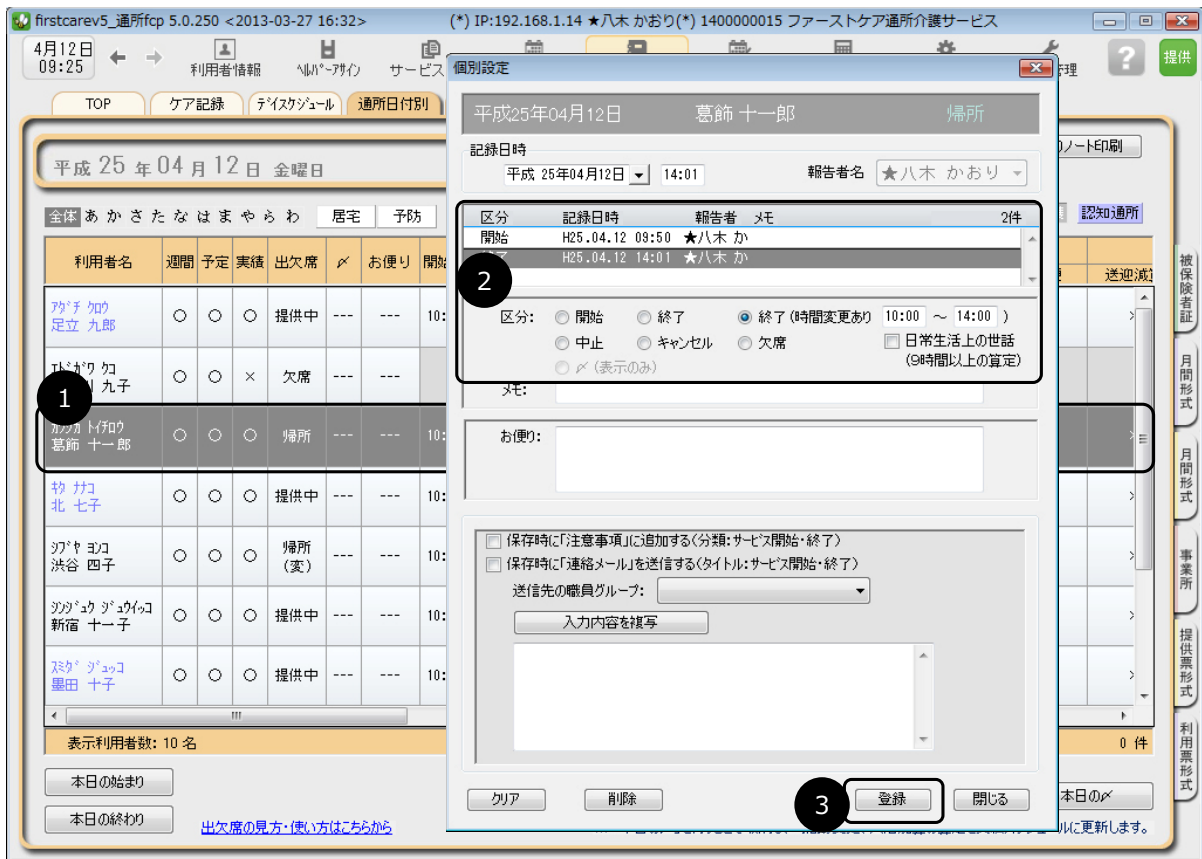 firstcarev5_通所fcp 5.0.250 <2013-03-27 16:32> (*) IP:192.168.1.14 ★八木 かおり(*) 1400000015 ファーストケア通所介護サービス
4月12日
09:25
利用者情報 ﾍﾙﾊﾟｰｱｻｲﾝ サービス
管理
?
提供
TOP ケア記録 ﾃﾞｲｽｹｼﾞｭｰﾙ 通所日付別
ノート印刷
平成 25 年 04 月 12 日 金曜日
全体 あ か さ た な は ま や ら わ 居宅 予防
認知通所
利用者名 週間 予定 実績 出欠席 〆 お便り 開始
送迎減
ｱﾀﾞﾁ ｸﾛｳ
足立 九郎 ○ ○ 〇 提供中 --- --- 10:
九子 ○ ○ × 欠席 --- ---
1
ｶﾂｼｶ ﾄｲﾁﾛｳ
葛飾 十一郎 ○ ○ ○ 帰所 --- --- 10:
ｷﾀ ﾅﾅｺ
北 七子 ○ ○ ○ 提供中 --- --- 10:
ｼﾌﾞﾔ ﾖﾝｺ
渋谷 四子 ○ ○ ○ 帰所
(変) --- --- 10:
ｼﾝｼﾞｭｸ ｼﾞｭｳｲｯｺ
新宿 十一子 ○ ○ ○ 提供中 --- --- 10:
ｽﾐﾀﾞ ｼﾞｭｯｺ
墨田 十子 ○ ○ ○ 提供中 --- --- 10:
表示利用者数: 10 名
0 件
本日の始まり
本日の終わり
出欠席の見方・使い方はこちらから
本日の〆
に更新します。
個別設定
平成25年04月12日 葛飾 十一郎 帰所
記録日時
平成 25年04月12日 14:01 報告者名 ★八木 かおり
区分 記録日時 報告者 メモ 2件
開始 H25.04.12 09:50 ★八木 か
H25.04.12 14:01 ★八木 か
2
区分: 開始 終了 終了(時間変更あり 10:00 ～ 14:00 )
中止 キャンセル 欠席 日常生活上の世話
(9時間以上の算定)
〆(表示のみ)
メモ:
お便り:
保存時に「注意事項」に追加する(分類:サービス開始・終了)
保存時に「連絡メール」を送信する(タイトル:サービス開始・終了)
送信先の職員グループ:
入力内容を複写
クリア 削除 3 登録 閉じる
被保険者証
月間形式
月間形式
事業所
提供票形式
利用票形式